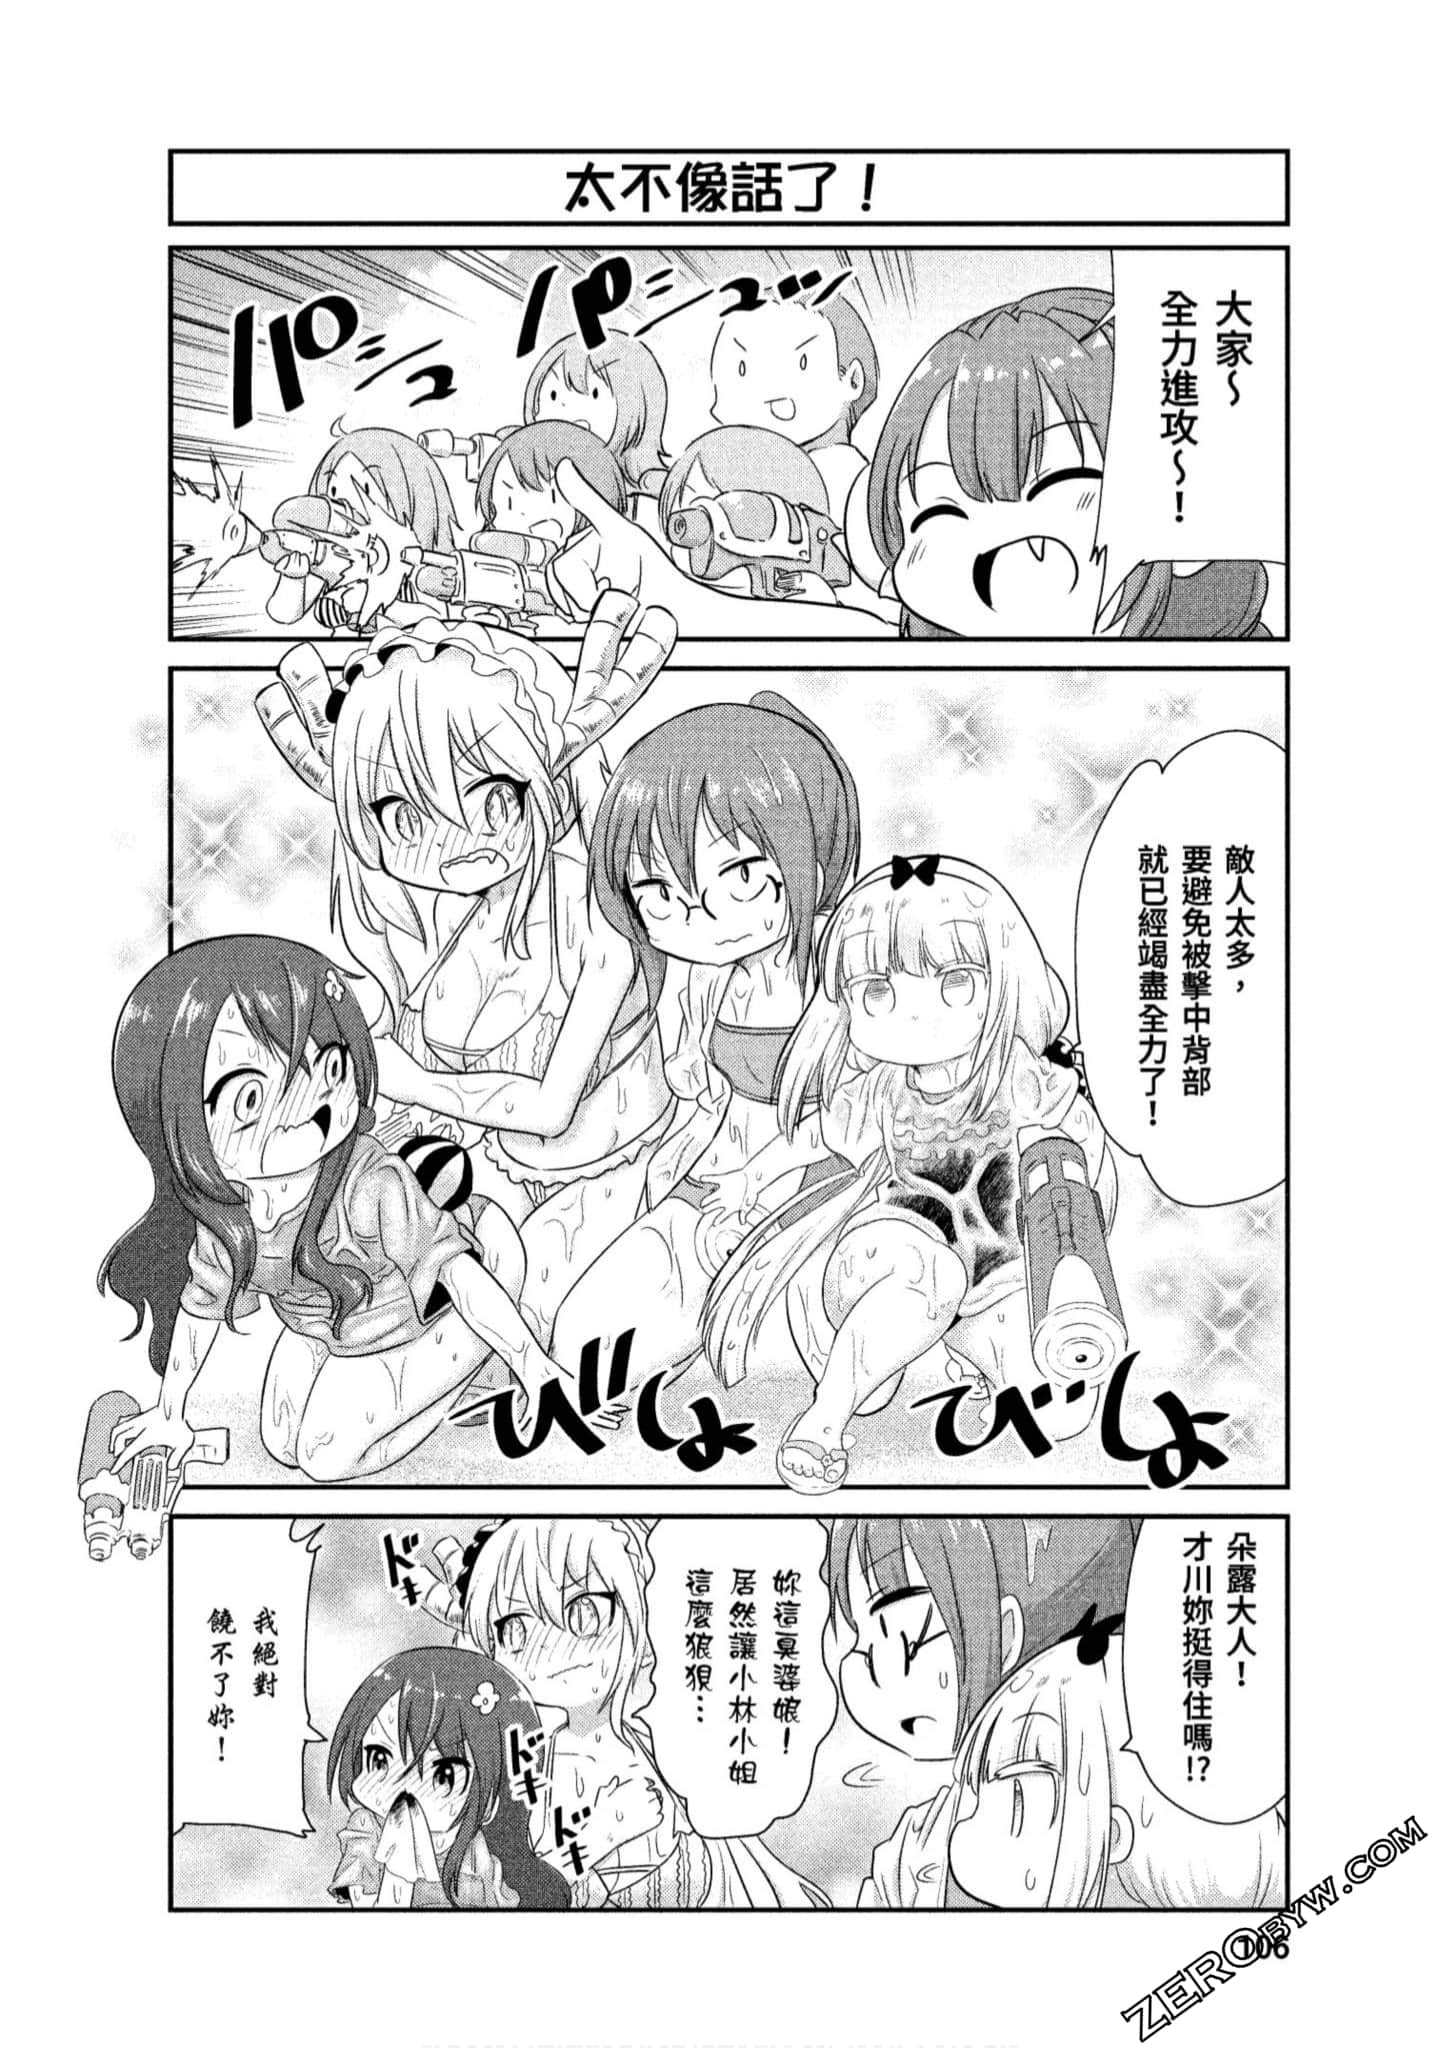 太不像話了！
大家～
全力進攻～！
パシュ
パシュッ
敵人太多，
要避免被擊中背部
就已經竭盡全力了！
びしょ
びしょ
朵露大人！
才川妳挺得住嗎!?
妳這臭婆娘！
居然讓小林小姐
這麼狼狽…
ドキ
ドキ
ドキ
我絕對
饒不了妳！
106
ZEROBYW.COM